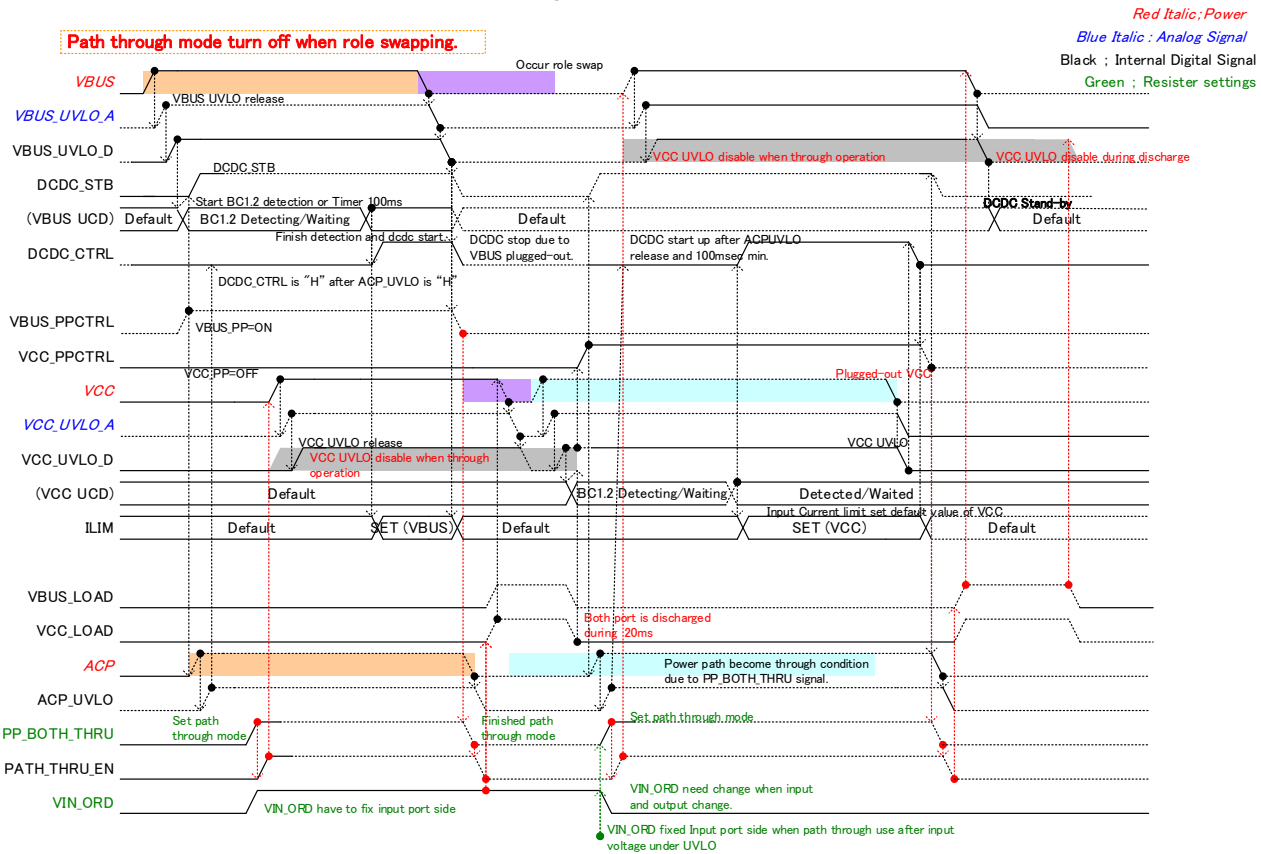 Red Italic;Power
Path through mode turn off when role swapping.
Blue Italic : Analog Signal
Black ; Internal Digital Signal
Green ; Resister settings
Occur role swap
VBUS
VBUS UVLO release
VBUS_UVLO_A
VBUS_UVLO_D
VCC UVLO disable when through operation
VCC UVLO disable during discharge
DCDC_STB
DCDC_STB
Start BC1.2 detection or Timer 100ms
DCDC Stand-by
(VBUS UCD)
Default
BC1.2 Detecting/Waiting
Default
Default
Finish detection and dcdc start.
DCDC stop due to
VBUS plugged-out.
DCDC start up after ACPUVLO
release and 100msec min.
DCDC_CTRL
DCDC_CTRL is "H" after ACP_UVLO is "H"
VBUS_PPCTRL
VBUS_PP=ON
VCC_PPCTRL
VCC_PP=OFF
Plugged-out VCC
VCC
VCC_UVLO_A
VCC UVLO release
VCC UVLO
VCC_UVLO_D
VCC UVLO disable when through
operation
(VCC UCD)
Default
BC1.2 Detecting/Waiting
Detected/Waited
Input Current limit set default value of VCC
ILIM
Default
SET (VBUS)
Default
SET (VCC)
Default
VBUS_LOAD
VCC_LOAD
Both port is discharged
during 20ms
ACP
Power path become through condition
due to PP_BOTH_THRU signal.
ACP_UVLO
Set path
through mode
Finished path
through mode
Set path through mode
PP_BOTH_THRU
PATH_THRU_EN
VIN_ORD
VIN_ORD have to fix input port side
VIN_ORD need change when input
and output change.
VIN_ORD fixed Input port side when path through use after input
voltage under UVLO